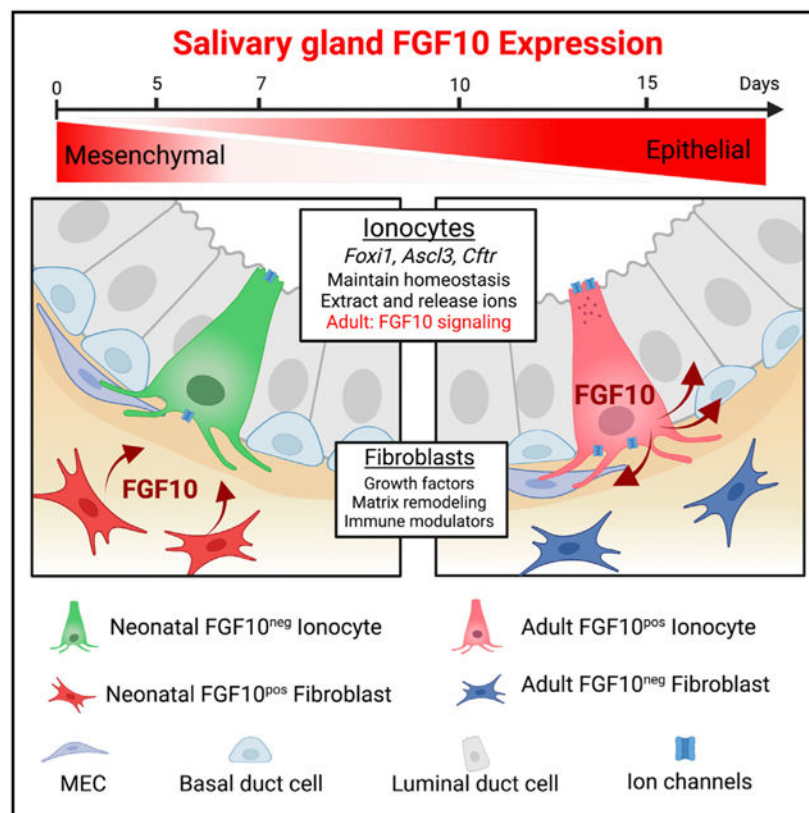 Salivary gland FGF10 Expression
0 5 7 10 15 Days
Mesenchymal
Epithelial
Ionocytes
Foxi1, Ascl3, Cftr
Maintain homeostasis
Extract and release ions
Adult: FGF10 signaling
FGF10
FGF10
Fibroblasts
Growth factors
Matrix remodeling
Immune modulators
Neonatal FGF10neg Ionocyte
Adult FGF10pos Ionocyte
Neonatal FGF10pos Fibroblast
Adult FGF10neg Fibroblast
MEC
Basal duct cell
Luminal duct cell
Ion channels